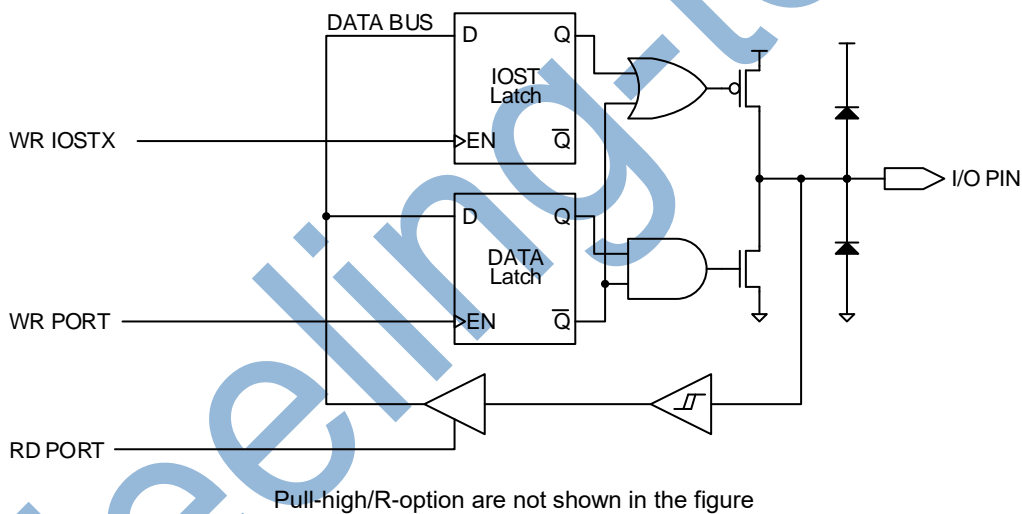 DATA BUS
D Q
IOST
Latch
WR IOSTX
EN Q̅
I/O PIN
D Q
DATA
Latch
WR PORT
EN Q̅
RD PORT
Pull-high/R-option are not shown in the figure